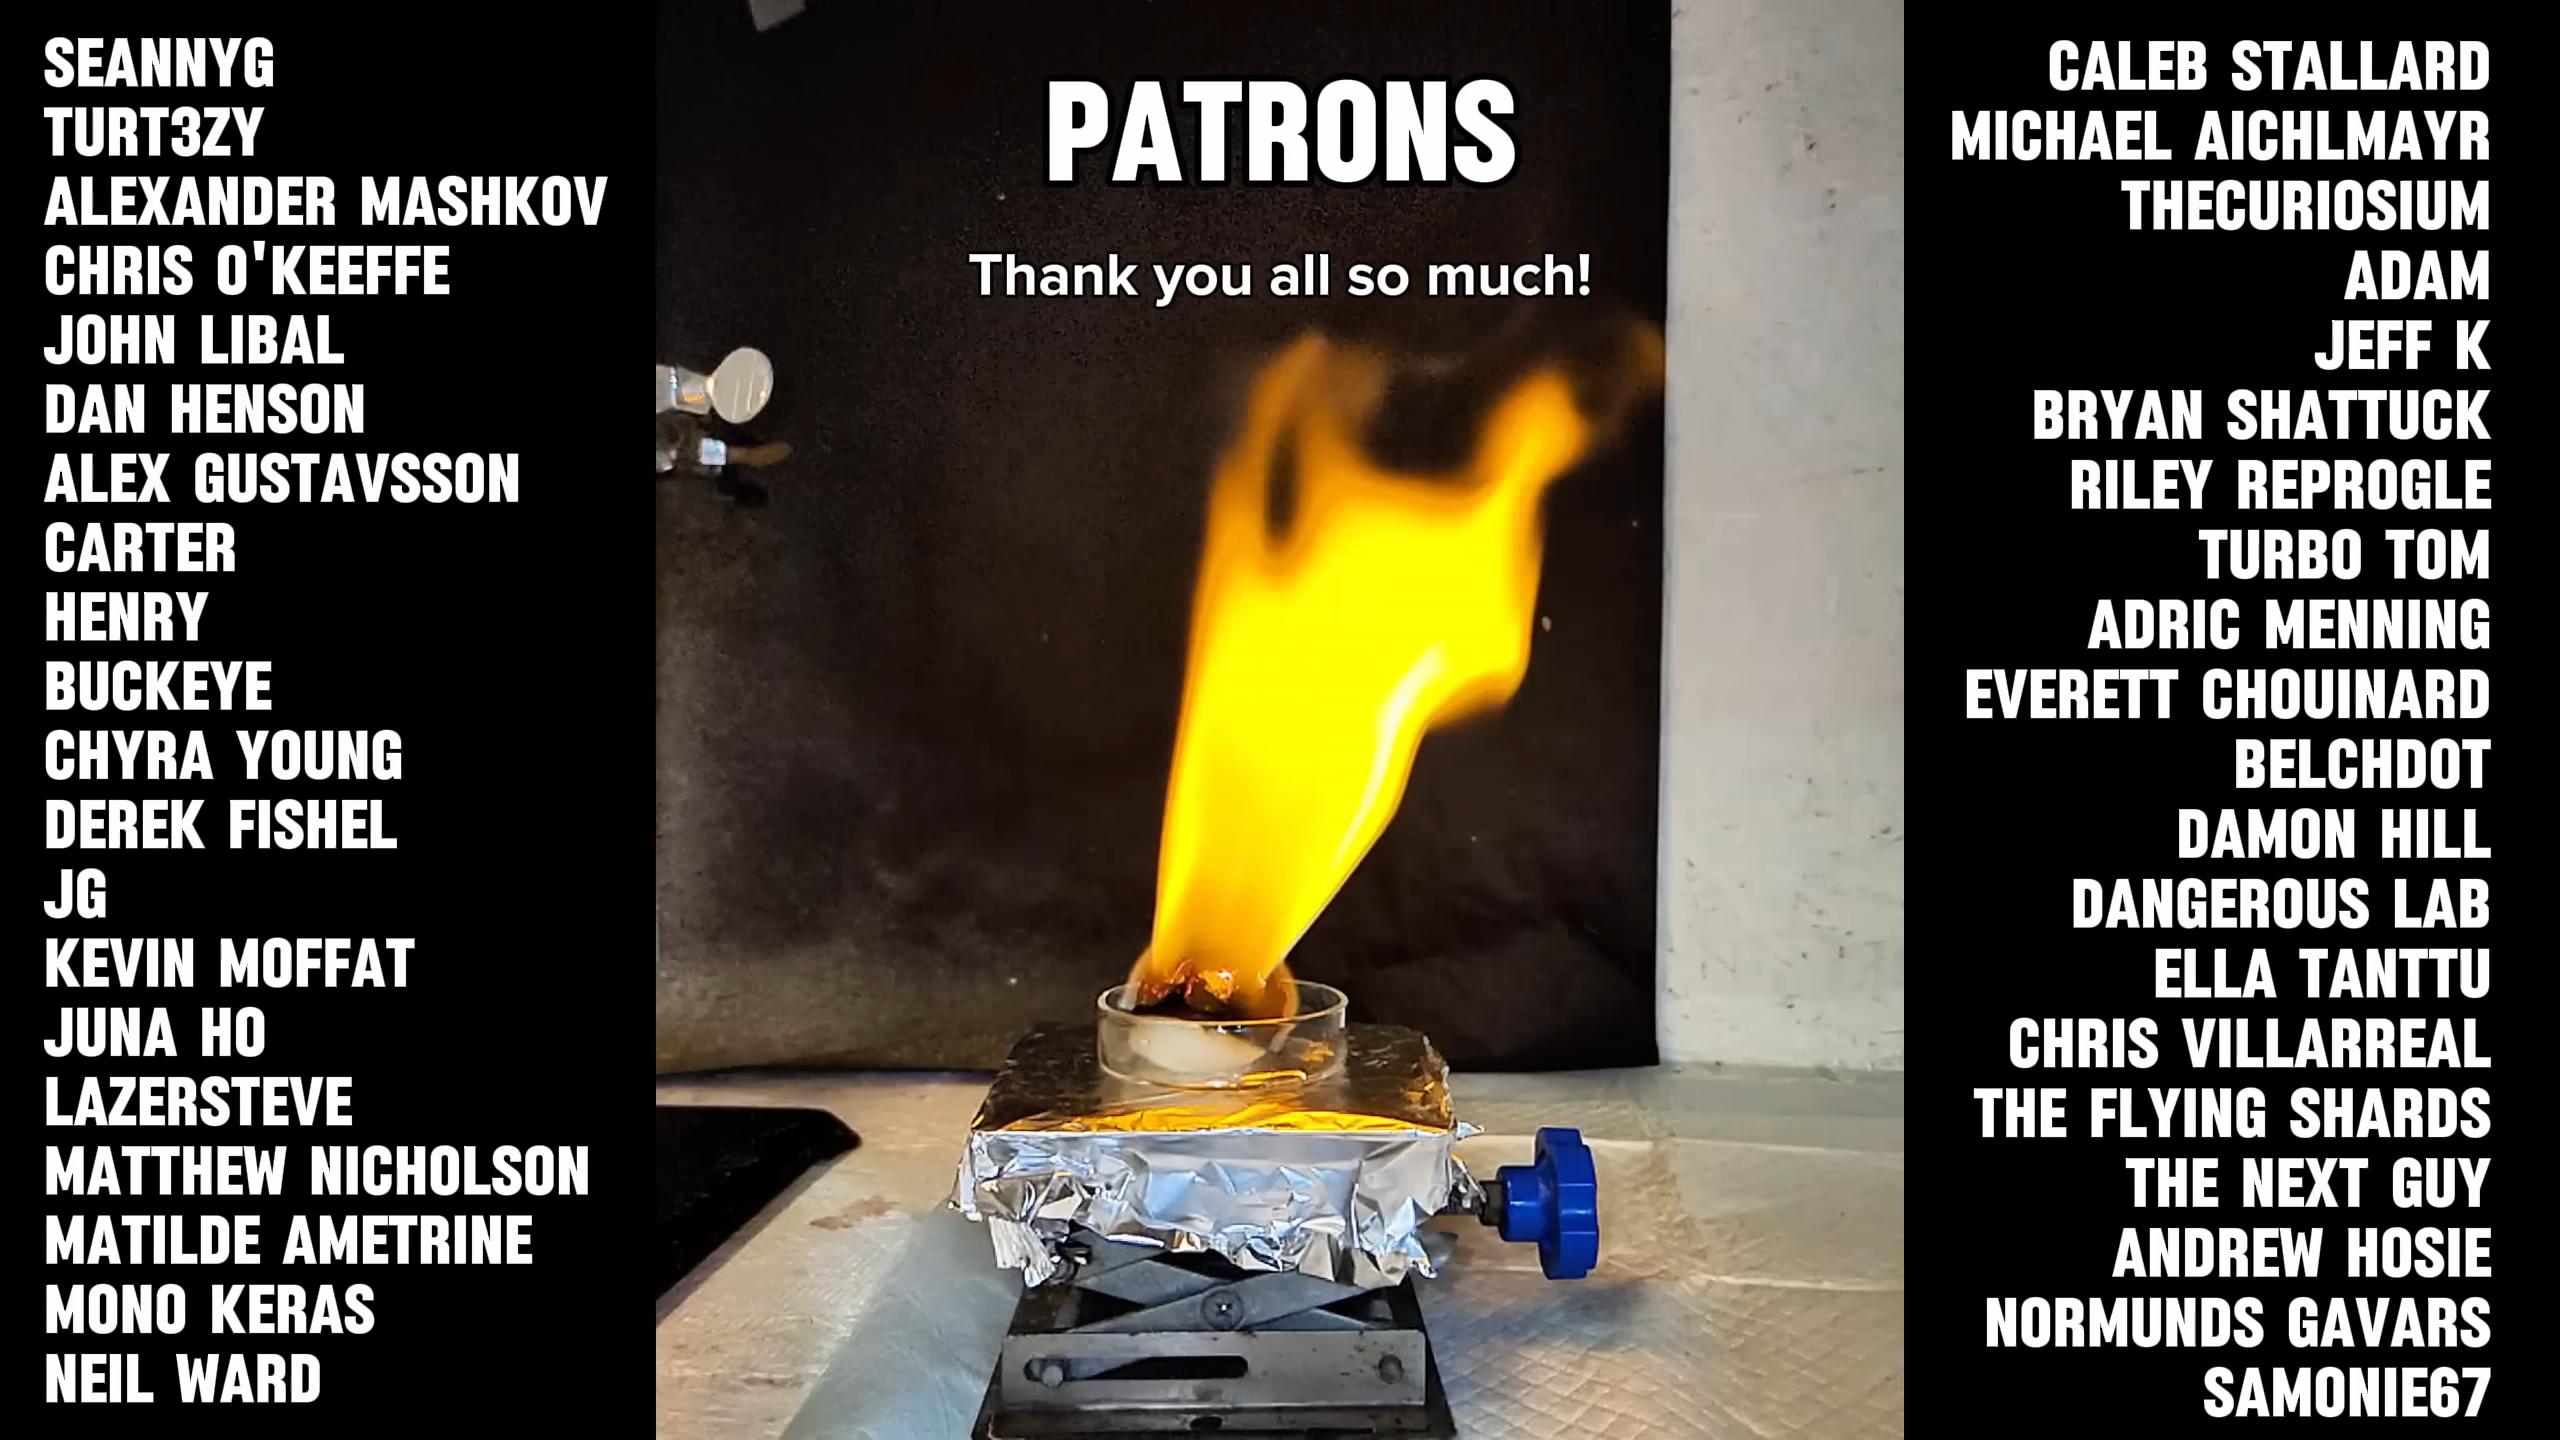 SEANNYG
TURT3ZY
ALEXANDER MASHKOV
CHRIS O'KEEFFE
JOHN LIBAL
DAN HENSON
ALEX GUSTAVSSON
CARTER
HENRY
BUCKEYE
CHYRA YOUNG
DEREK FISHEL
JG
KEVIN MOFFAT
JUNA HO
LAZERSTEVE
MATTHEW NICHOLSON
MATILDE AMETRINE
MONO KERAS
NEIL WARD
PATRONS
Thank you all so much!
CALEB STALLARD
MICHAEL AICHLMAYR
THECURIOSIUM
ADAM
JEFF K
BRYAN SHATTUCK
RILEY REPROGLE
TURBO TOM
ADRIC MENNING
EVERETT CHOUINARD
BELCHDOT
DAMON HILL
DANGEROUS LAB
ELLA TANTTU
CHRIS VILLARREAL
THE FLYING SHARDS
THE NEXT GUY
ANDREW HOSIE
NORMUNDS GAVARS
SAMONIE67